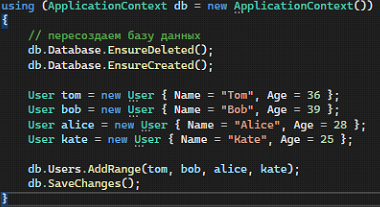 using (ApplicationContext db = new ApplicationContext())
{
// пересоздаем базу данных
db.Database.EnsureDeleted();
db.Database.EnsureCreated();
User tom = new User { Name = "Tom", Age = 36 };
User bob = new User { Name = "Bob", Age = 39 };
User alice = new User { Name = "Alice", Age = 28 };
User kate = new User { Name = "Kate", Age = 25 };
db.Users.AddRange(tom, bob, alice, kate);
db.SaveChanges();
}